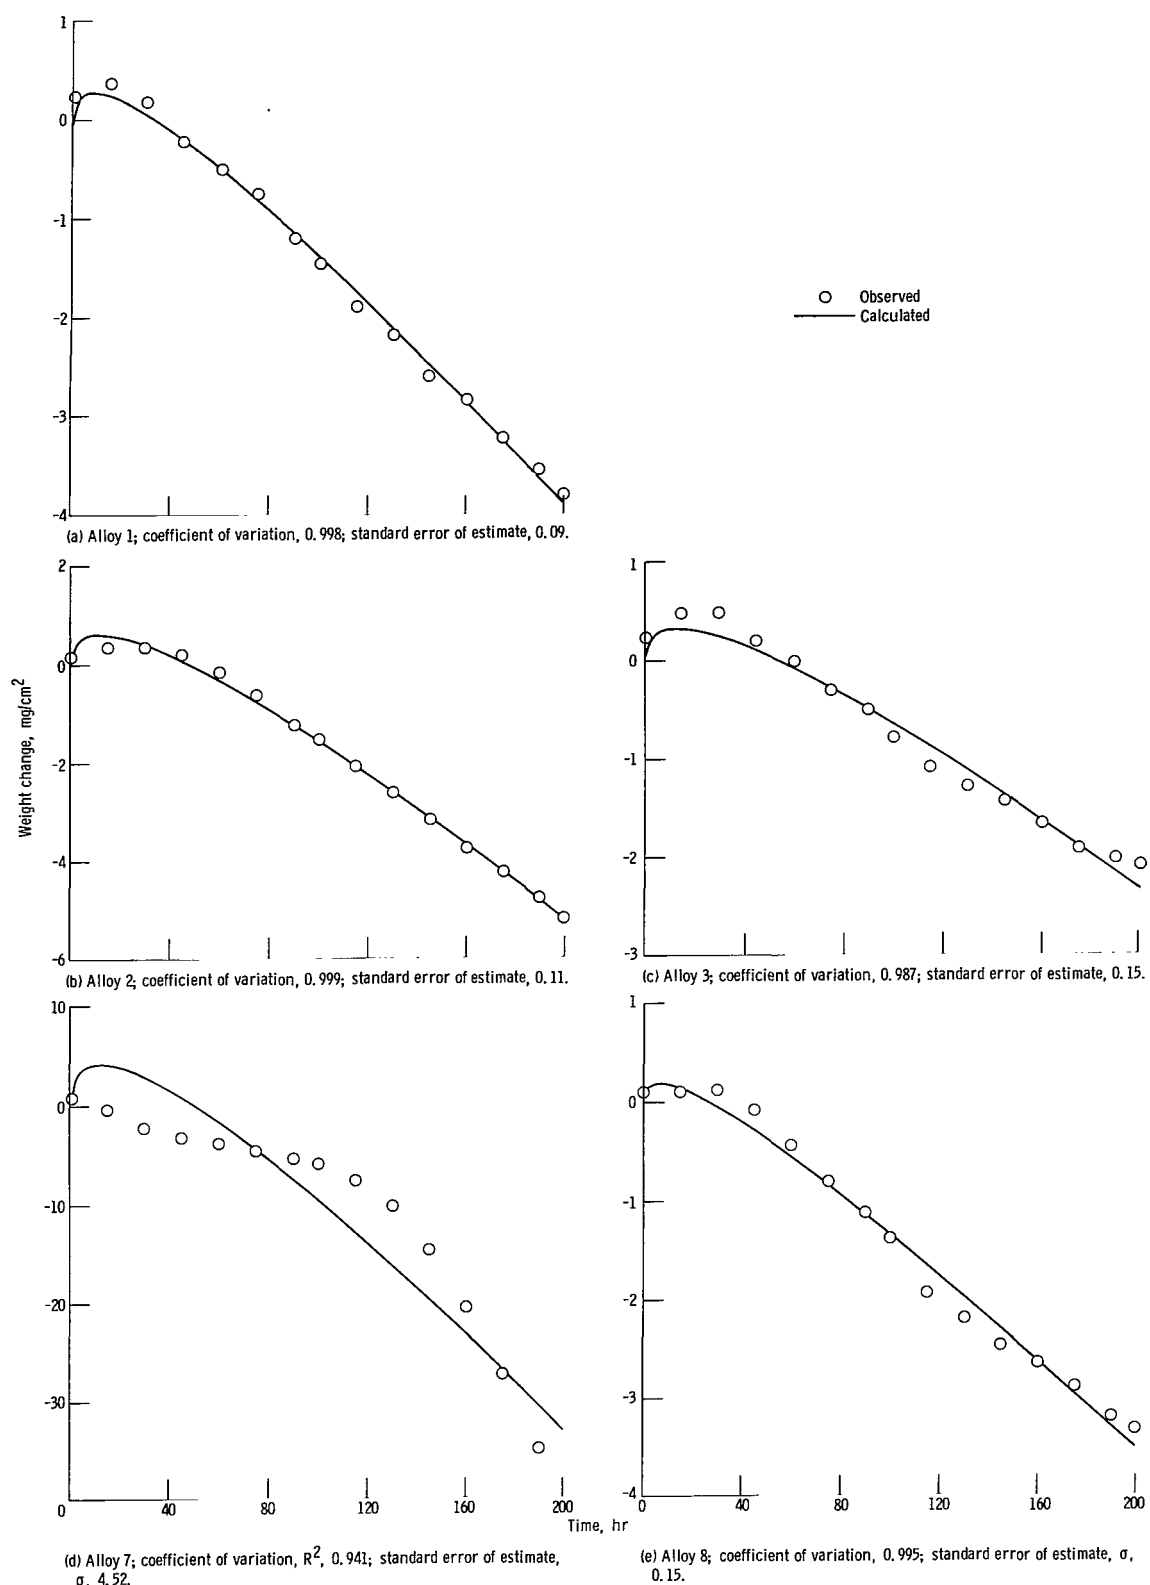 1
0
-1
-2
-3
-4
Observed
Calculated
(a) Alloy 1; coefficient of variation, 0.998; standard error of estimate, 0.09.
2
0
-2
-4
-6
Weight change, mg/cm2
(b) Alloy 2; coefficient of variation, 0.999; standard error of estimate, 0.11.
1
0
-1
-2
-3
(c) Alloy 3; coefficient of variation, 0.987; standard error of estimate, 0.15.
10
0
-10
-20
-30
0 40 80 120 160 200
1
0
-1
-2
-3
-4
0 40 80 120 160 200
Time, hr
(d) Alloy 7; coefficient of variation, R2, 0.941; standard error of estimate,
σ, 4.52.
(e) Alloy 8; coefficient of variation, 0.995; standard error of estimate, σ,
0.15.